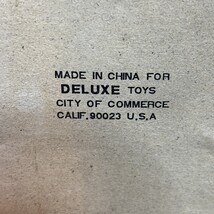 MADE IN CHINA FOR
DELUXE TOYS
CITY OF COMMERCE
CALIF. 90023 U.S.A